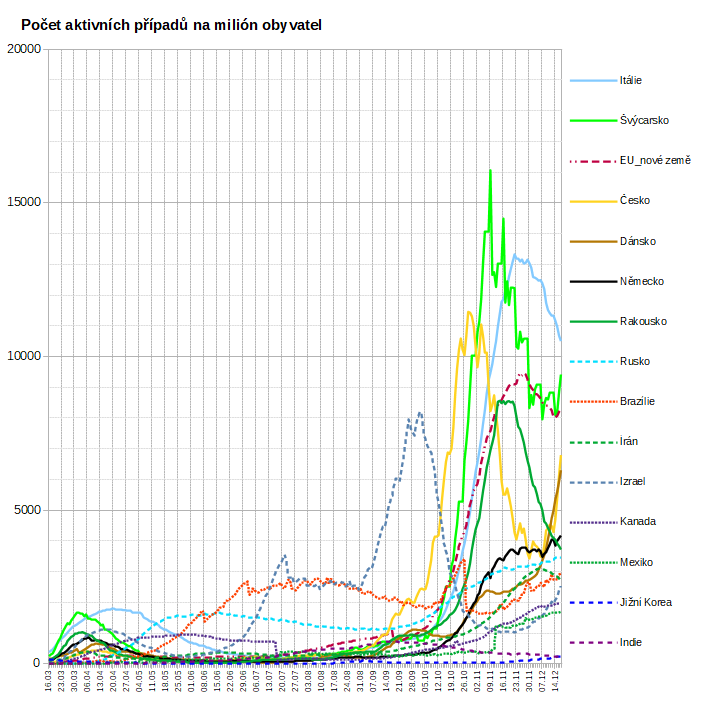 Počet aktivních případů na milión obyvatel
20000
15000
10000
5000
0
Itálie
Švýcarsko
EU_nové země
Česko
Dánsko
Německo
Rakousko
Rusko
Brazílie
Írán
Izrael
Kanada
Mexiko
Jižní Korea
Indie
16.03
23.03
30.03
06.04
13.04
20.04
27.04
04.05
11.05
18.05
25.05
01.06
08.06
15.06
22.06
29.06
06.07
13.07
20.07
27.07
03.08
10.08
17.08
24.08
31.08
07.09
14.09
21.09
28.09
05.10
12.10
19.10
26.10
02.11
09.11
16.11
23.11
30.11
07.12
14.12